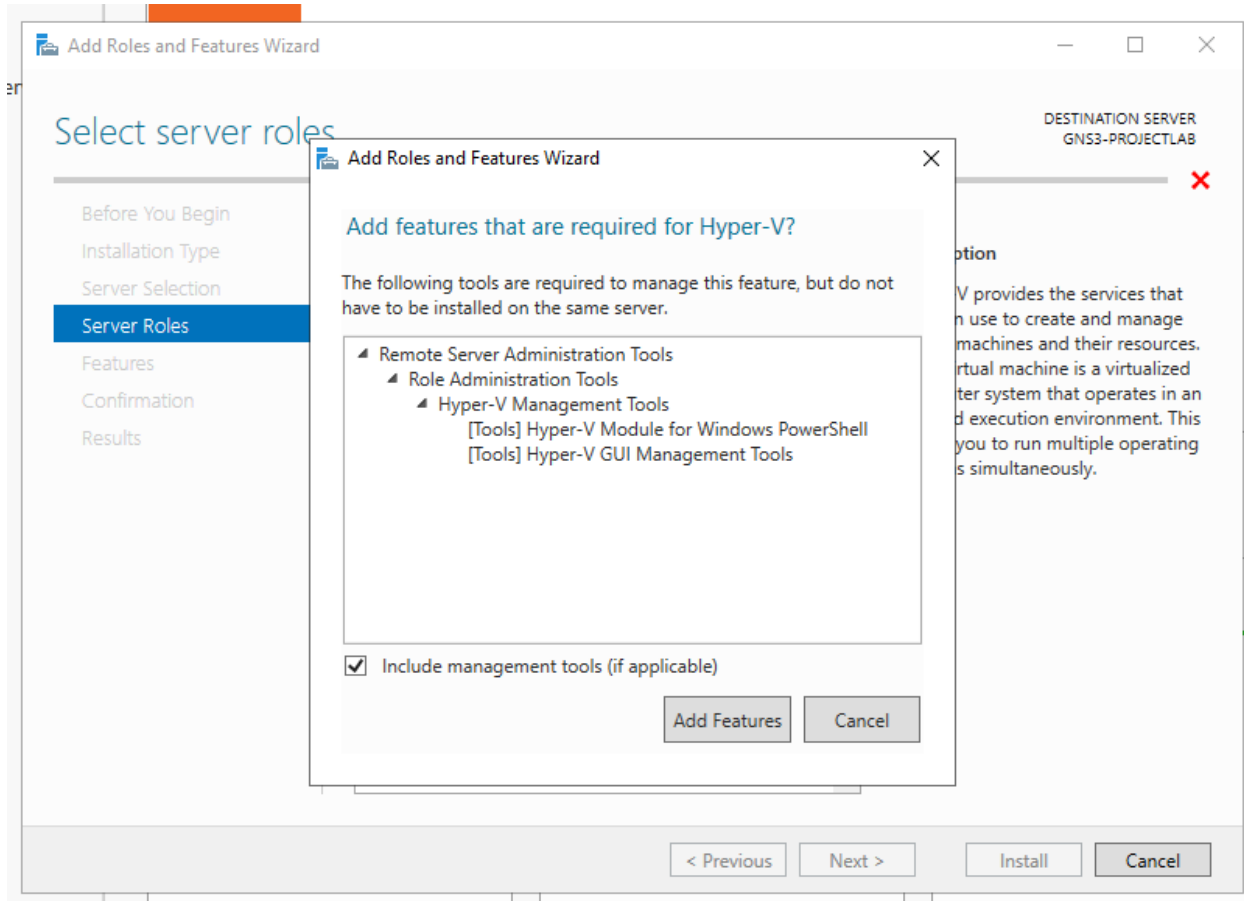 er
Add Roles and Features Wizard
Select server roles
DESTINATION SERVER
GNS3-PROJECTLAB
Before You Begin
Installation Type
Server Selection
Server Roles
Features
Confirmation
Results
Add Roles and Features Wizard
Add features that are required for Hyper-V?
The following tools are required to manage this feature, but do not
have to be installed on the same server.
Remote Server Administration Tools
Role Administration Tools
Hyper-V Management Tools
[Tools] Hyper-V Module for Windows PowerShell
[Tools] Hyper-V GUI Management Tools
Include management tools (if applicable)
Add Features
Cancel
ption
V provides the services that
n use to create and manage
machines and their resources.
rtual machine is a virtualized
ter system that operates in an
d execution environment. This
you to run multiple operating
s simultaneously.
< Previous
Next >
Install
Cancel